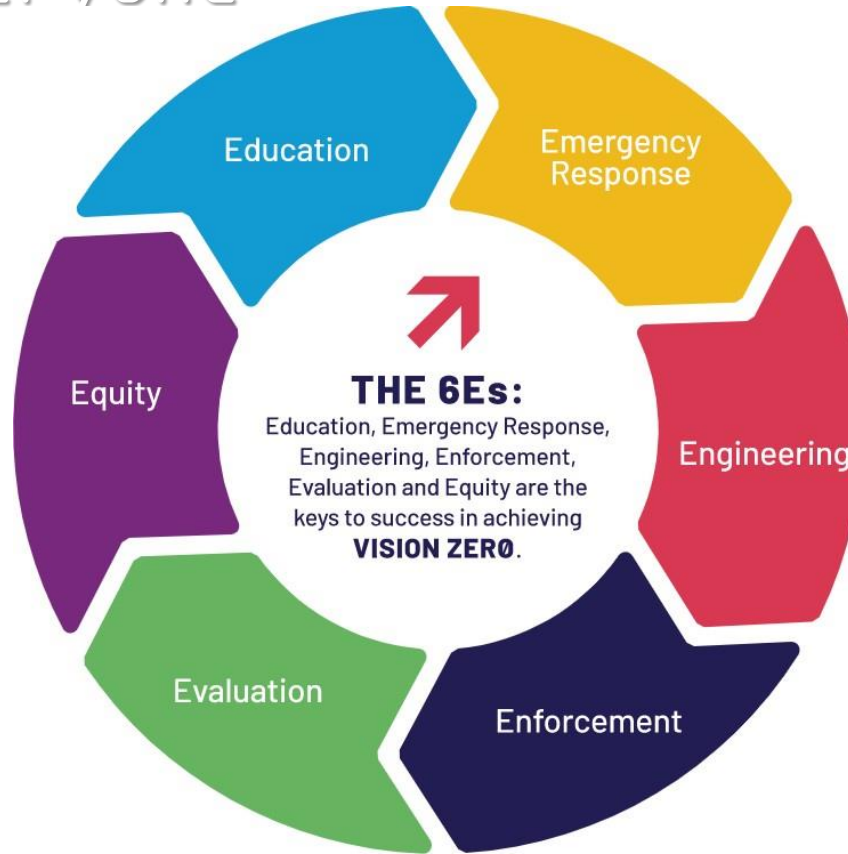 Education
Emergency
Response
Equity
Engineering
THE 6Es:
Education, Emergency Response,
Engineering, Enforcement,
Evaluation and Equity are the
keys to success in achieving
VISION ZERØ.
Evaluation
Enforcement